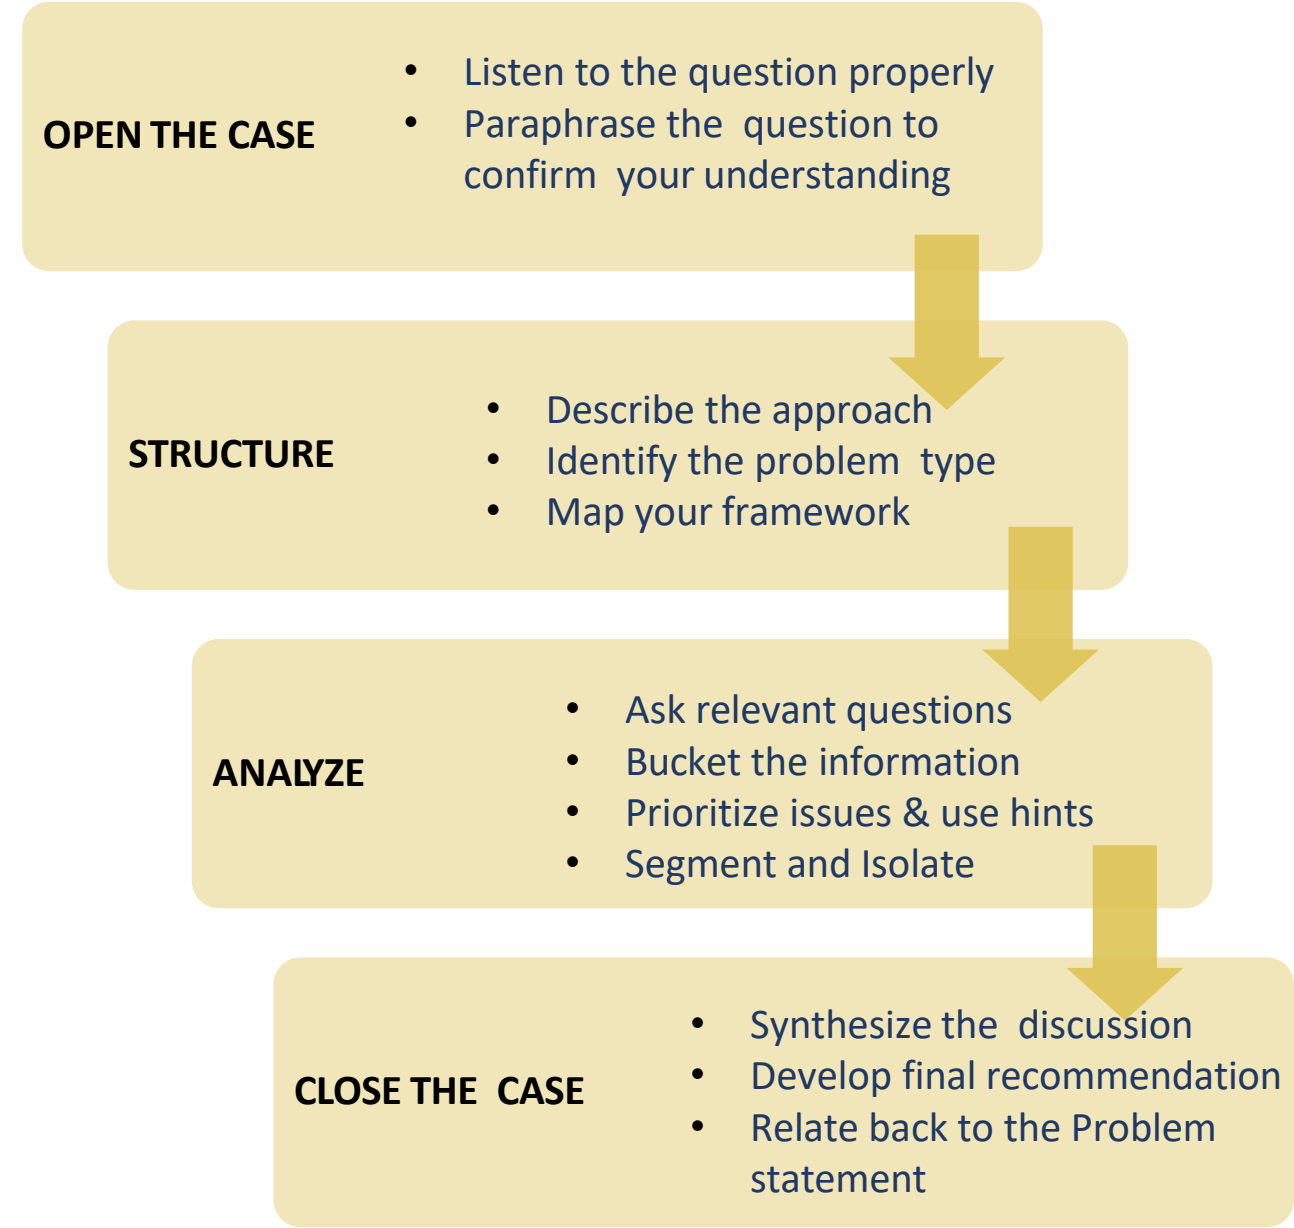 OPEN THE CASE
• Listen to the question properly
• Paraphrase the question to
confirm your understanding
STRUCTURE
• Describe the approach
• Identify the problem type
• Map your framework
ANALYZE
• Ask relevant questions
• Bucket the information
• Prioritize issues & use hints
• Segment and Isolate
CLOSE THE CASE
• Synthesize the discussion
• Develop final recommendation
• Relate back to the Problem
statement